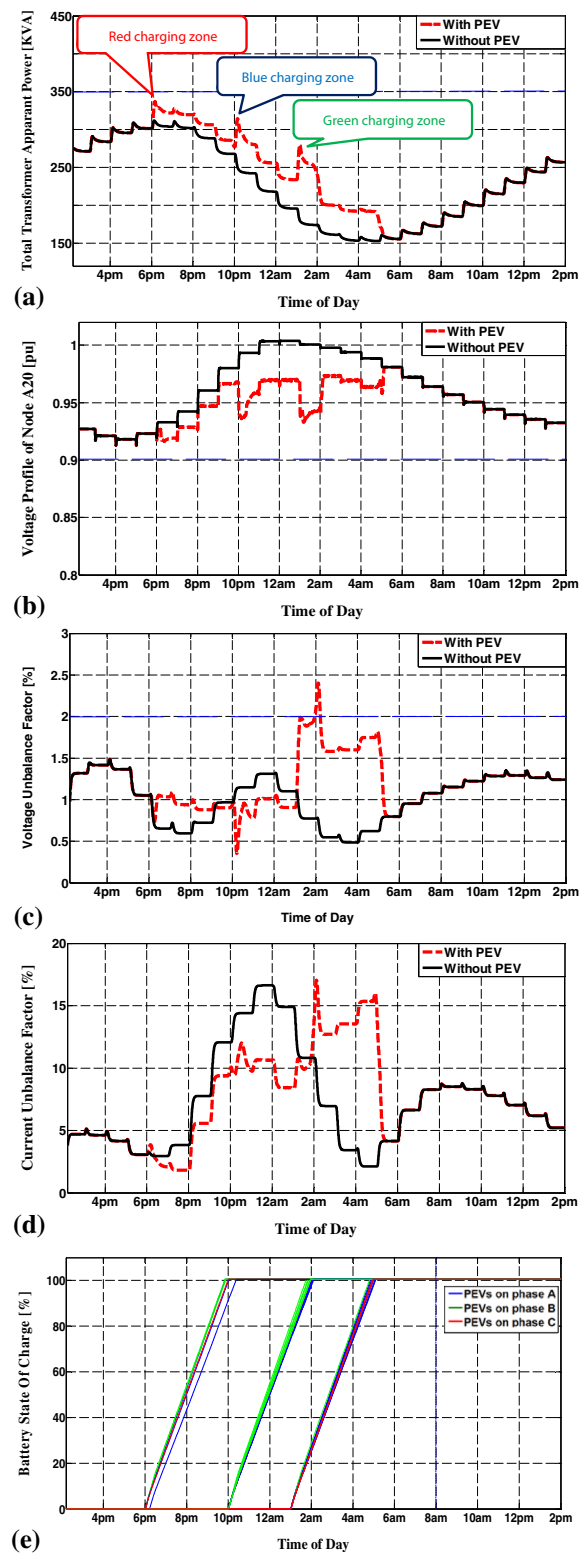 Total Transformer Apparant Power [KVA]
450
350
250
150
Red charging zone
Blue charging zone
Green charging zone
With PEV
Without PEV
4pm 6pm 8pm 10pm 12am 2am 4am 6am 8am 10am 12pm 2pm
(a)
Time of Day
Voltage Profile of Node A20 [pu]
1
0.95
0.9
0.85
0.8
With PEV
Without PEV
4pm 6pm 8pm 10pm 12am 2am 4am 6am 8am 10am 12pm 2pm
(b)
Time of Day
Voltage Unbalance Factor [%]
3
2.5
2
1.5
1
0.5
0
With PEV
Without PEV
4pm 6pm 8pm 10pm 12am 2am 4am 6am 8am 10am 12pm 2pm
(c)
Time of Day
Current Unbalance Factor [%]
20
15
10
5
0
With PEV
Without PEV
4pm 6pm 8pm 10pm 12am 2am 4am 6am 8am 10am 12pm 2pm
(d)
Time of Day
Battery State Of Charge [%]
100
80
60
40
20
0
PEVs on phase A
PEVs on phase B
PEVs on phase C
4pm 6pm 8pm 10pm 12am 2am 4am 6am 8am 10am 12pm 2pm
(e)
Time of Day